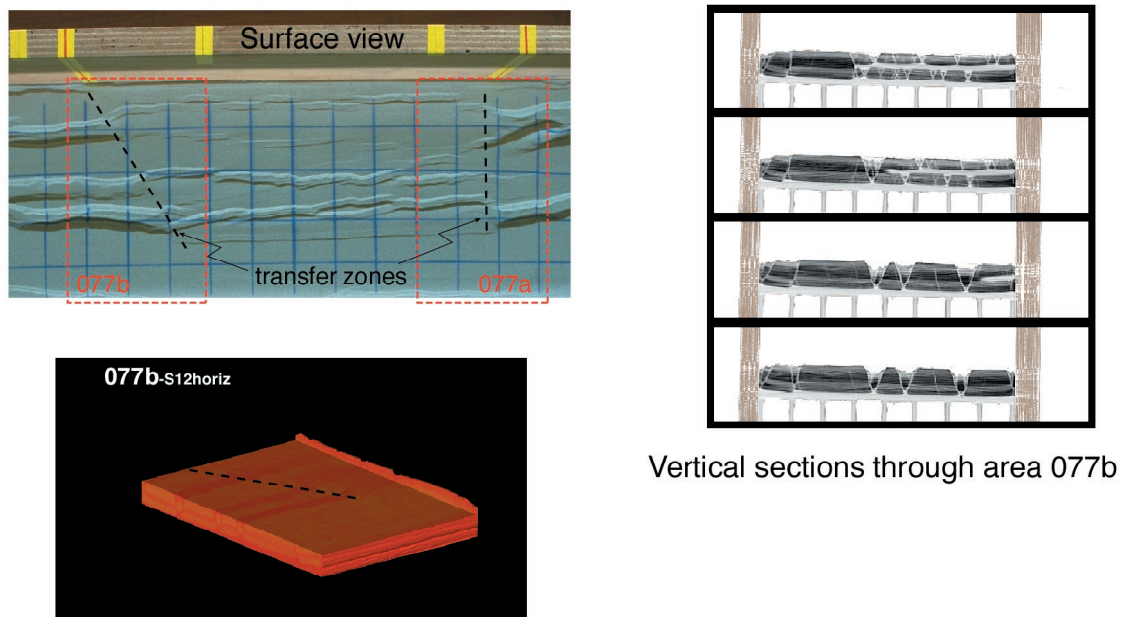 Surface view
077b
transfer zones
077a
077b-S12horiz
Vertical sections through area 077b